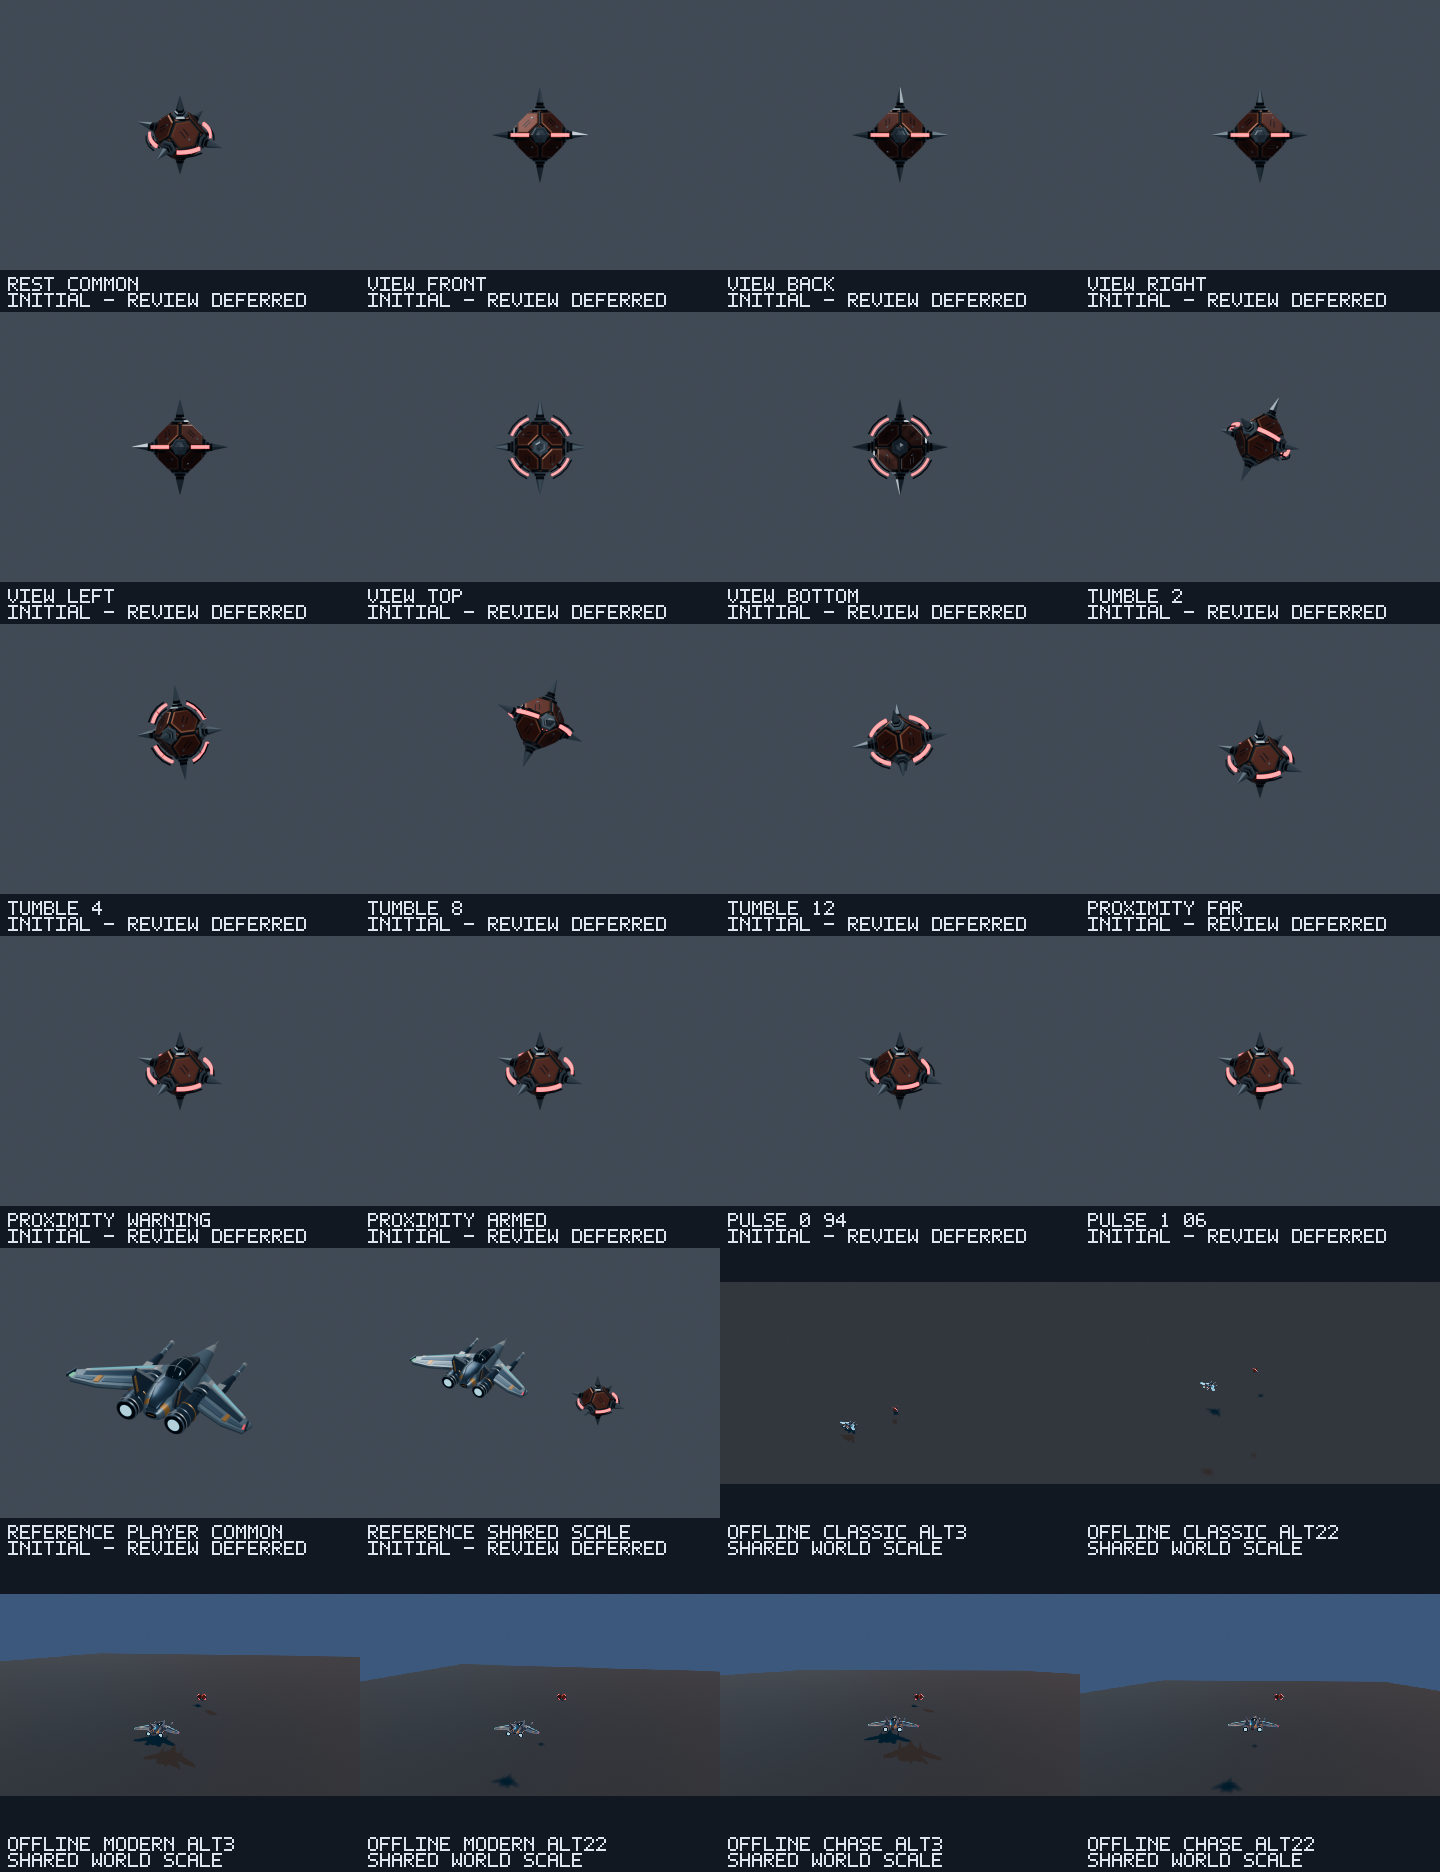 REST COMMON
INITIAL - REVIEW DEFERRED
VIEW FRONT
INITIAL - REVIEW DEFERRED
VIEW BACK
INITIAL - REVIEW DEFERRED
VIEW RIGHT
INITIAL - REVIEW DEFERRED
VIEW LEFT
INITIAL - REVIEW DEFERRED
VIEW TOP
INITIAL - REVIEW DEFERRED
VIEW BOTTOM
INITIAL - REVIEW DEFERRED
TUMBLE 2
INITIAL - REVIEW DEFERRED
TUMBLE 4
INITIAL - REVIEW DEFERRED
TUMBLE 8
INITIAL - REVIEW DEFERRED
TUMBLE 12
INITIAL - REVIEW DEFERRED
PROXIMITY FAR
INITIAL - REVIEW DEFERRED
PROXIMITY WARNING
INITIAL - REVIEW DEFERRED
PROXIMITY ARMED
INITIAL - REVIEW DEFERRED
PULSE 0 94
INITIAL - REVIEW DEFERRED
PULSE 1 06
INITIAL - REVIEW DEFERRED
REFERENCE PLAYER COMMON
INITIAL - REVIEW DEFERRED
REFERENCE SHARED SCALE
INITIAL - REVIEW DEFERRED
OFFLINE CLASSIC ALT3
SHARED WORLD SCALE
OFFLINE CLASSIC ALT22
SHARED WORLD SCALE
OFFLINE MODERN ALT3
SHARED WORLD SCALE
OFFLINE MODERN ALT22
SHARED WORLD SCALE
OFFLINE CHASE ALT3
SHARED WORLD SCALE
OFFLINE CHASE ALT22
SHARED WORLD SCALE